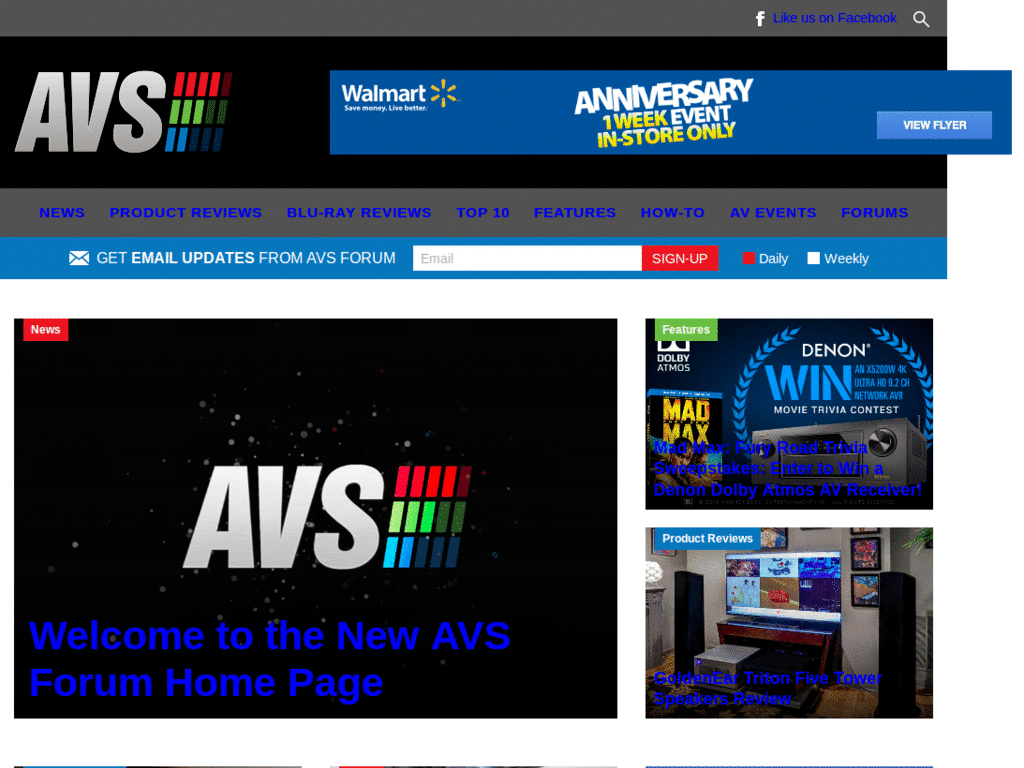 Like us on Facebook
AVS
Walmart
Save money. Live better.
ANNIVERSARY
1 WEEK EVENT
IN-STORE ONLY
VIEW FLYER
NEWS PRODUCT REVIEWS BLU-RAY REVIEWS TOP 10 FEATURES HOW-TO AV EVENTS FORUMS
GET EMAIL UPDATES FROM AVS FORUM
Email
SIGN-UP
Daily
Weekly
News
AVS
Welcome to the New AVS
Forum Home Page
Features
DOLBY
ATMOS
DENON
WIN
AN X5200W 4K
ULTRA HD 9.2 CH
NETWORK AVR
MOVIE TRIVIA CONTEST
MAD
MAX
Mad Max: Fury Road Trivia
Sweepstakes: Enter to Win a
Denon Dolby Atmos AV Receiver!
Product Reviews
GoldenEar Triton Five Tower
Speakers Review